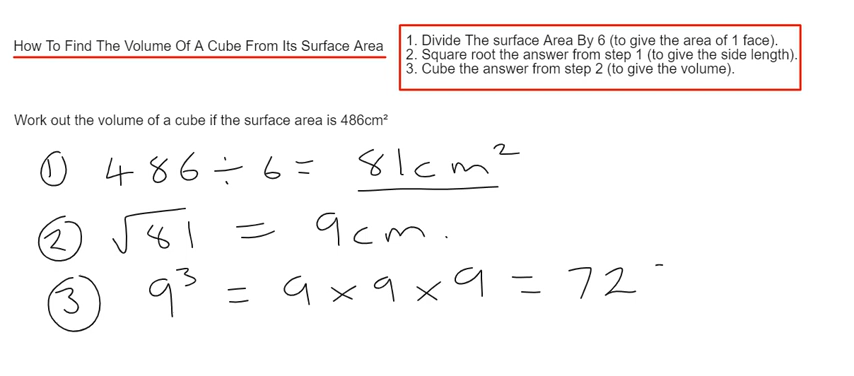 How To Find The Volume Of A Cube From Its Surface Area
1. Divide The surface Area By 6 (to give the area of 1 face).
2. Square root the answer from step 1 (to give the side length).
3. Cube the answer from step 2 (to give the volume).
Work out the volume of a cube if the surface area is 486cm²
① 486 ÷ 6 = 81cm²
② √81 = 9cm.
③ 9³ = 9 × 9 × 9 = 72